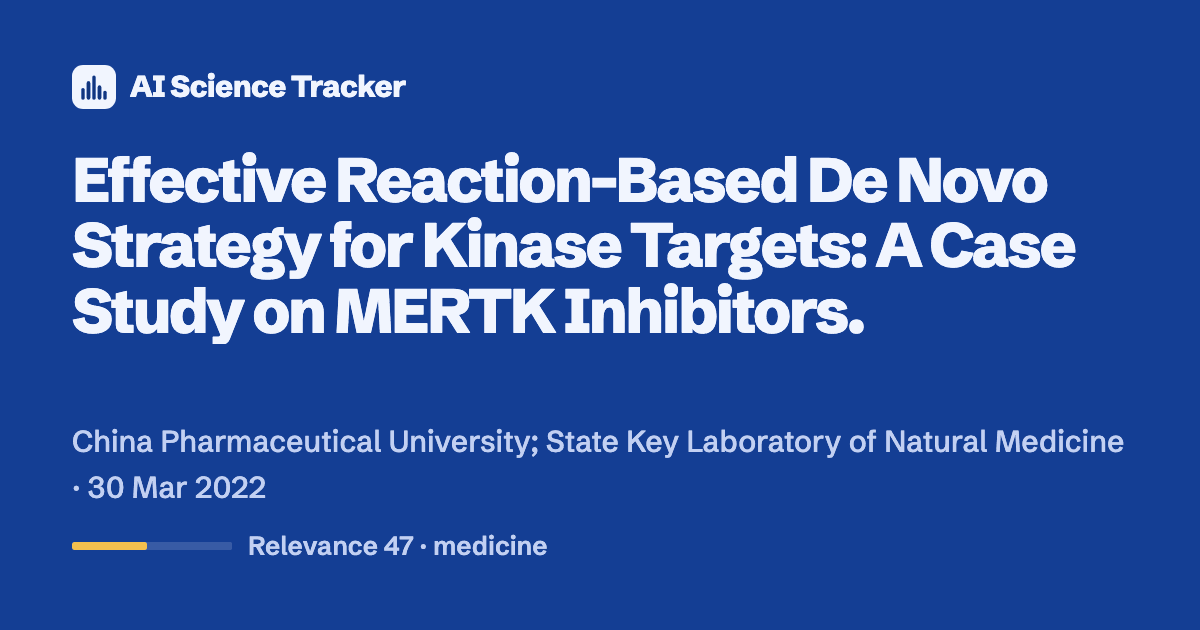 AI Science Tracker
Effective Reaction-Based De Novo
Strategy for Kinase Targets: A Case
Study on MERTK Inhibitors.
China Pharmaceutical University; State Key Laboratory of Natural Medicine
· 30 Mar 2022
Relevance 47 · medicine